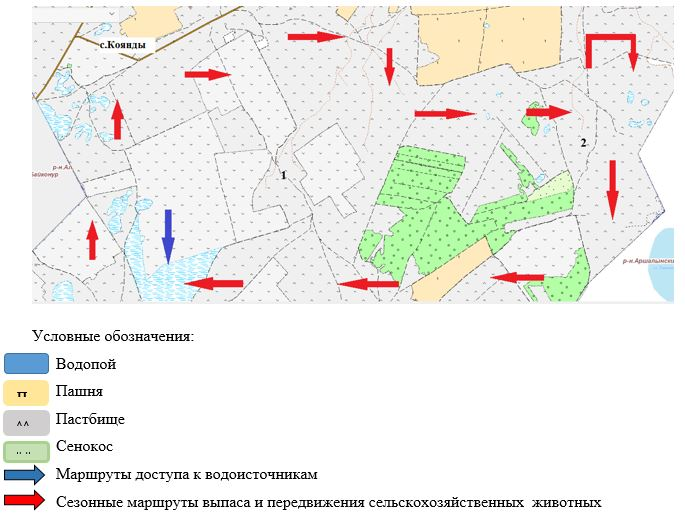 с.Коянды
р-н.Ал
Байконур
1
2
р-н.Аршалынски
Условные обозначения:
Водопой
Пашня
Пастбище
Сенокос
Маршруты доступа к водоисточникам
Сезонные маршруты выпаса и передвижения сельскохозяйственных животных